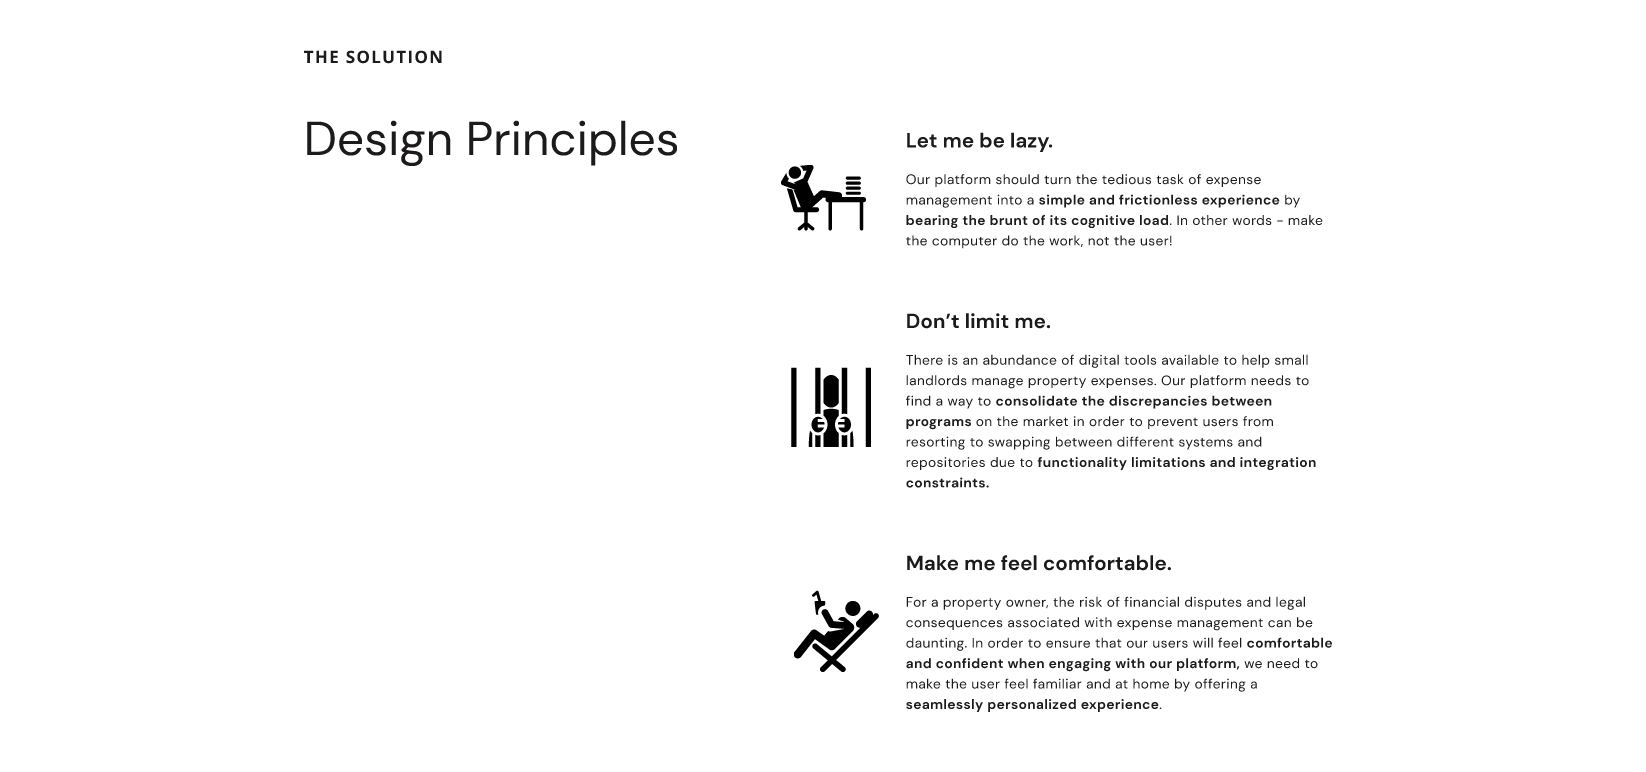 THE SOLUTION
Design Principles
Let me be lazy.
Our platform should turn the tedious task of expense
management into a simple and frictionless experience by
bearing the brunt of its cognitive load. In other words - make
the computer do the work, not the user!
Don’t limit me.
There is an abundance of digital tools available to help small
landlords manage property expenses. Our platform needs to
find a way to consolidate the discrepancies between
programs on the market in order to prevent users from
resorting to swapping between different systems and
repositories due to functionality limitations and integration
constraints.
Make me feel comfortable.
For a property owner, the risk of financial disputes and legal
consequences associated with expense management can be
daunting. In order to ensure that our users will feel comfortable
and confident when engaging with our platform, we need to
make the user feel familiar and at home by offering a
seamlessly personalized experience.